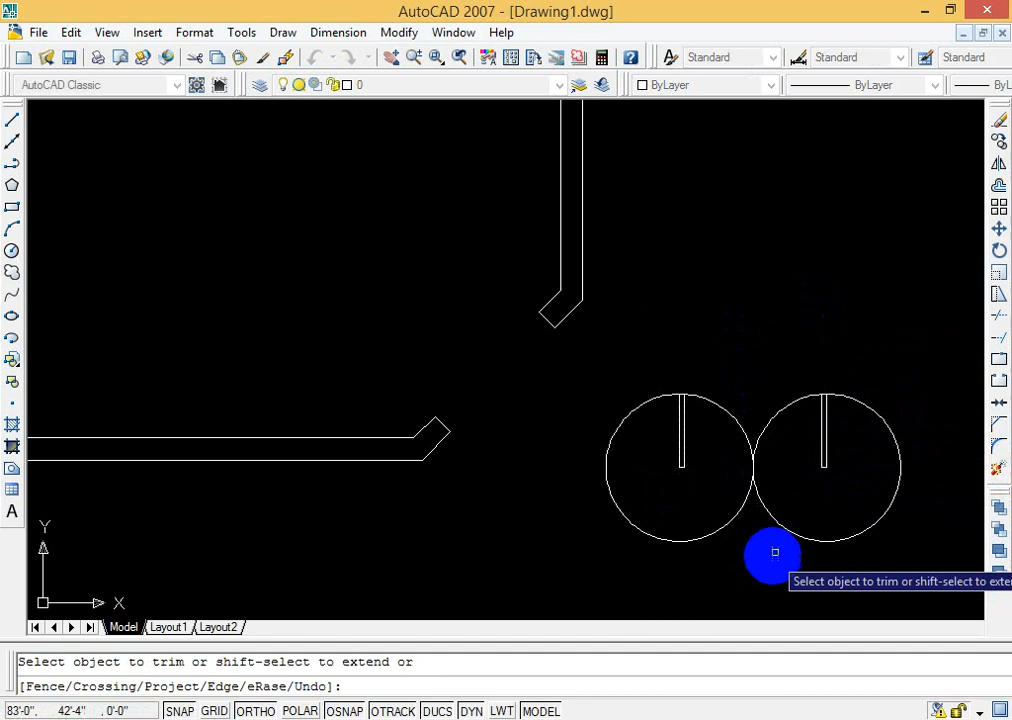 AutoCAD 2007 - [Drawing1.dwg]
File Edit View Insert Format Tools Draw Dimension Modify Window Help
Standard Standard Standard
AutoCAD Classic 0 ByLayer ByLayer ByL
A
Y
X
Select object to trim or shift-select to exte
Model Layout1 Layout2
Select object to trim or shift-select to extend or
[Fence/Crossing/Project/Edge/eRase/Undo]:
83'-0", 42'-4" ,0'-0" SNAP GRID ORTHO POLAR OSNAP OTRACK DUCS DYN LWT MODEL